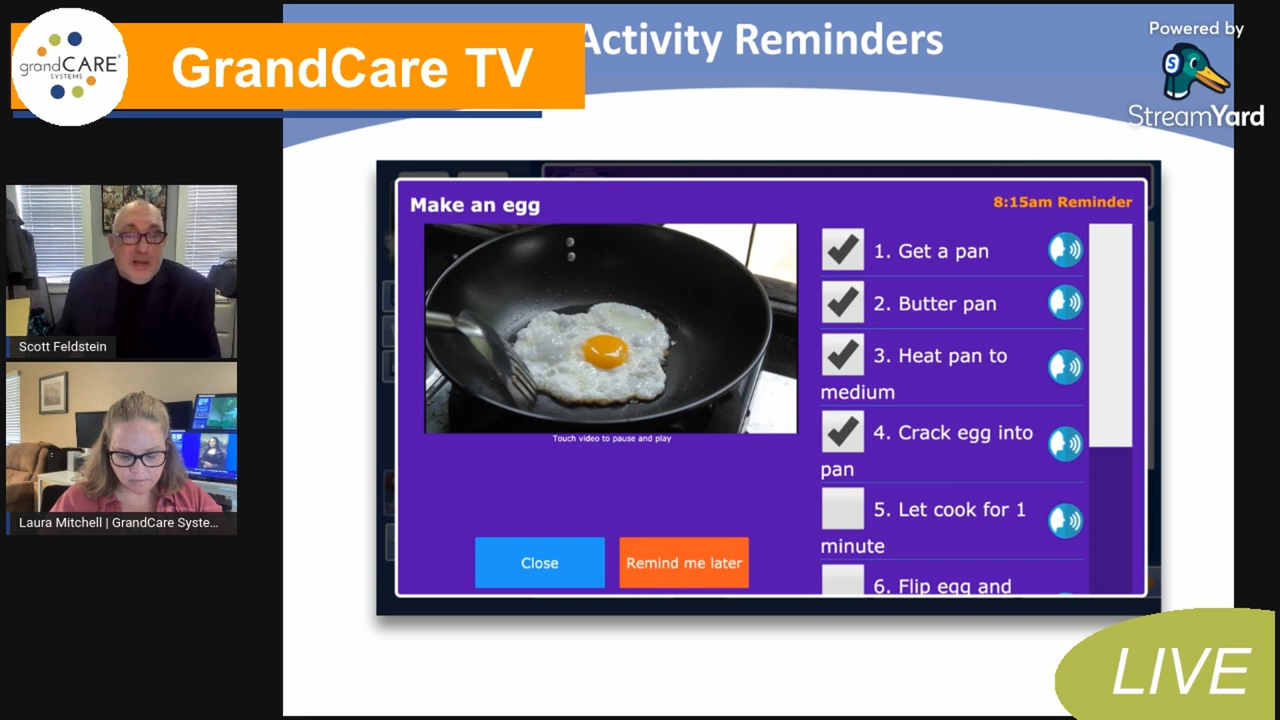 grandCARE
SYSTEMS
GrandCare TV
Activity Reminders
Powered by
S
StreamYard
Scott Feldstein
Laura Mitchell | GrandCare Syste...
Make an egg
8:15am Reminder
Touch video to pause and play
1. Get a pan
2. Butter pan
3. Heat pan to
medium
4. Crack egg into
pan
5. Let cook for 1
minute
6. Flip egg and
Close
Remind me later
LIVE